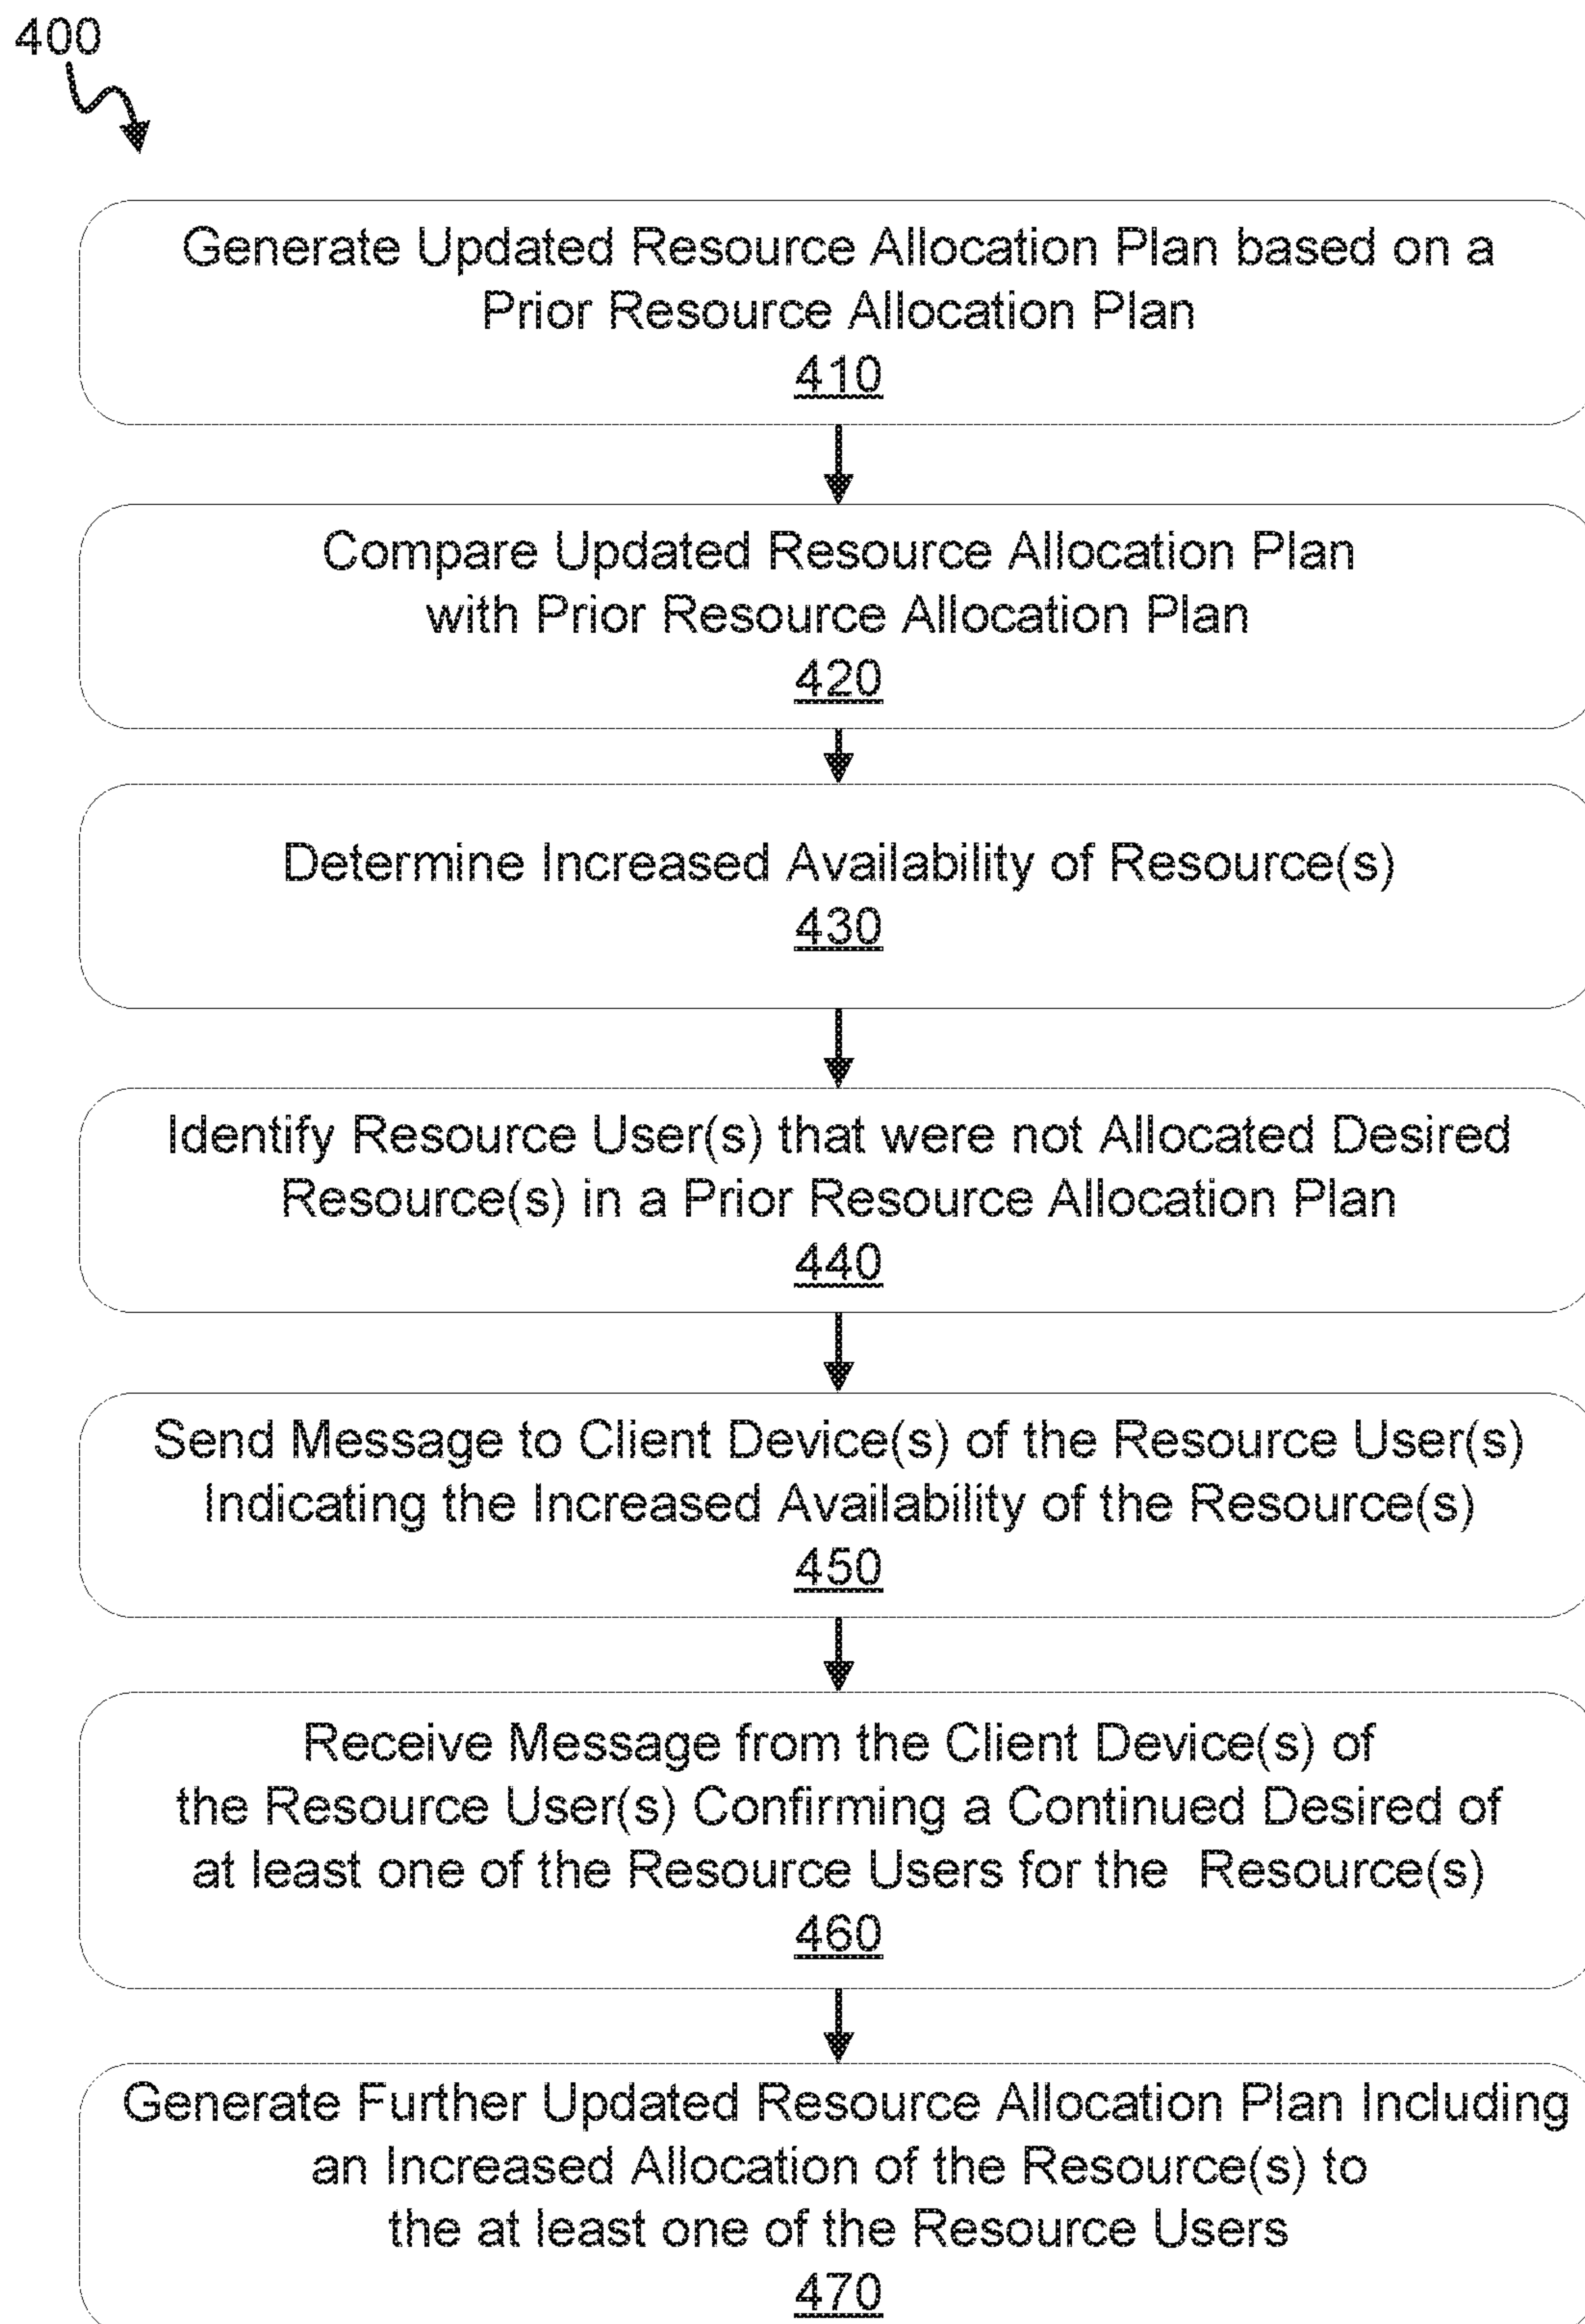 400
Generate Updated Resource Allocation Plan based on a
Prior Resource Allocation Plan
410
Compare Updated Resource Allocation Plan
with Prior Resource Allocation Plan
420
Determine Increased Availability of Resource(s)
430
Identify Resource User(s) that were not Allocated Desired
Resource(s) in a Prior Resource Allocation Plan
440
Send Message to Client Device(s) of the Resource User(s)
Indicating the Increased Availability of the Resource(s)
450
Receive Message from the Client Device(s) of
the Resource User(s) Confirming a Continued Desired of
at least one of the Resource Users for the Resource(s)
460
Generate Further Updated Resource Allocation Plan Including
an Increased Allocation of the Resource(s) to
the at least one of the Resource Users
470